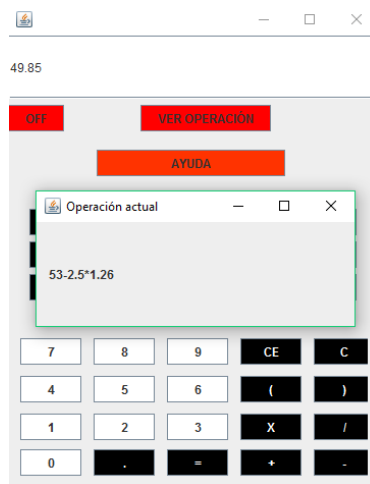 49.85
OFF VER OPERACIÓN
AYUDA
Operación actual
53-2.5*1.26
7 8 9 CE C
4 5 6 ( )
1 2 3 X /
0 . = + -